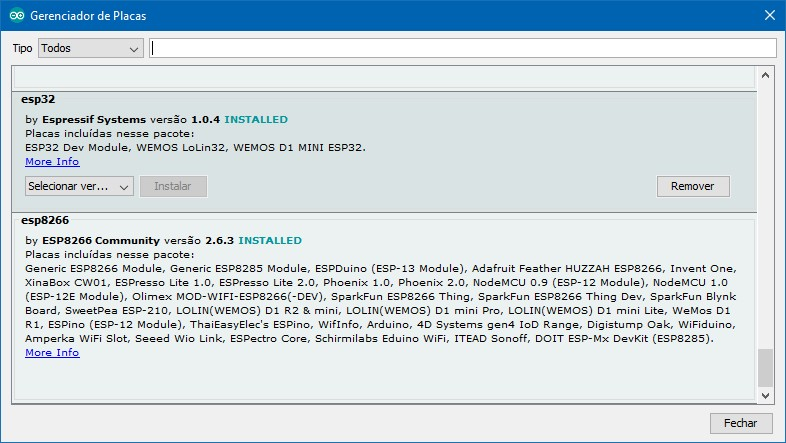 Gerenciador de Placas
Tipo Todos
esp32
by Espressif Systems versão 1.0.4 INSTALLED
Placas incluídas nesse pacote:
ESP32 Dev Module, WEMOS LoLin32, WEMOS D1 MINI ESP32.
More Info
Selecionar ver... Instalar Remover
esp8266
by ESP8266 Community versão 2.6.3 INSTALLED
Placas incluídas nesse pacote:
Generic ESP8266 Module, Generic ESP8285 Module, ESPDuino (ESP-13 Module), Adafruit Feather HUZZAH ESP8266, Invent One,
XinaBox CW01, ESPresso Lite 1.0, ESPresso Lite 2.0, Phoenix 1.0, Phoenix 2.0, NodeMCU 0.9 (ESP-12 Module), NodeMCU 1.0
(ESP-12E Module), Olimex MOD-WIFI-ESP8266(-DEV), SparkFun ESP8266 Thing, SparkFun ESP8266 Thing Dev, SparkFun Blynk
Board, SweetPea ESP-210, LOLIN(WEMOS) D1 R2 & mini, LOLIN(WEMOS) D1 mini Pro, LOLIN(WEMOS) D1 mini Lite, WeMos D1
R1, ESPino (ESP-12 Module), ThaiEasyElec's ESPino, WifInfo, Arduino, 4D Systems gen4 IoD Range, Digistump Oak, WiFiduino,
Amperka WiFi Slot, Seeed Wio Link, ESPectro Core, Schirmilabs Eduino WiFi, ITEAD Sonoff, DOIT ESP-Mx DevKit (ESP8285).
More Info
Fechar